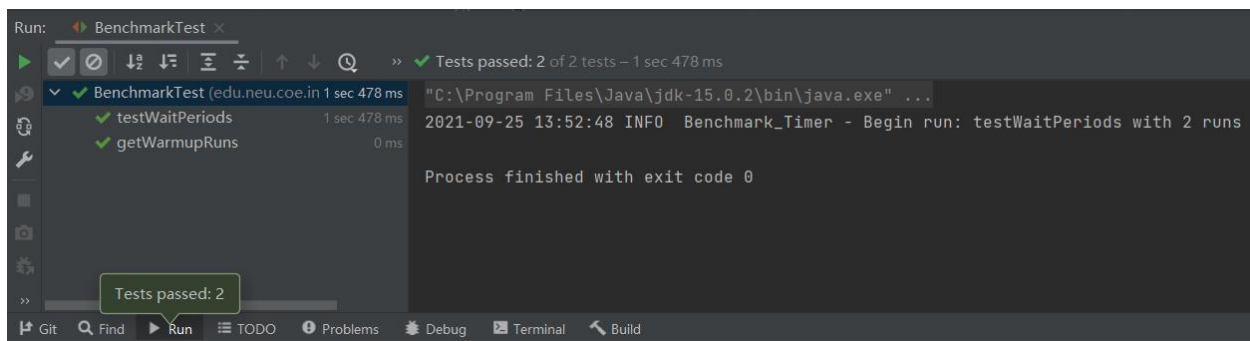 Run: BenchmarkTest
Tests passed: 2 of 2 tests – 1 sec 478 ms
BenchmarkTest (edu.neu.coe.in 1 sec 478 ms
testWaitPeriods 1 sec 478 ms
getWarmupRuns 0 ms
"C:\Program Files\Java\jdk-15.0.2\bin\java.exe" ...
2021-09-25 13:52:48 INFO  Benchmark_Timer - Begin run: testWaitPeriods with 2 runs
Process finished with exit code 0
Tests passed: 2
Git Find Run TODO Problems Debug Terminal Build